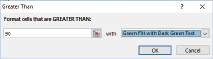 Greater Than
Format cells that are GREATER THAN:
90 with Green Fill with Dark Green Text
OK Cancel